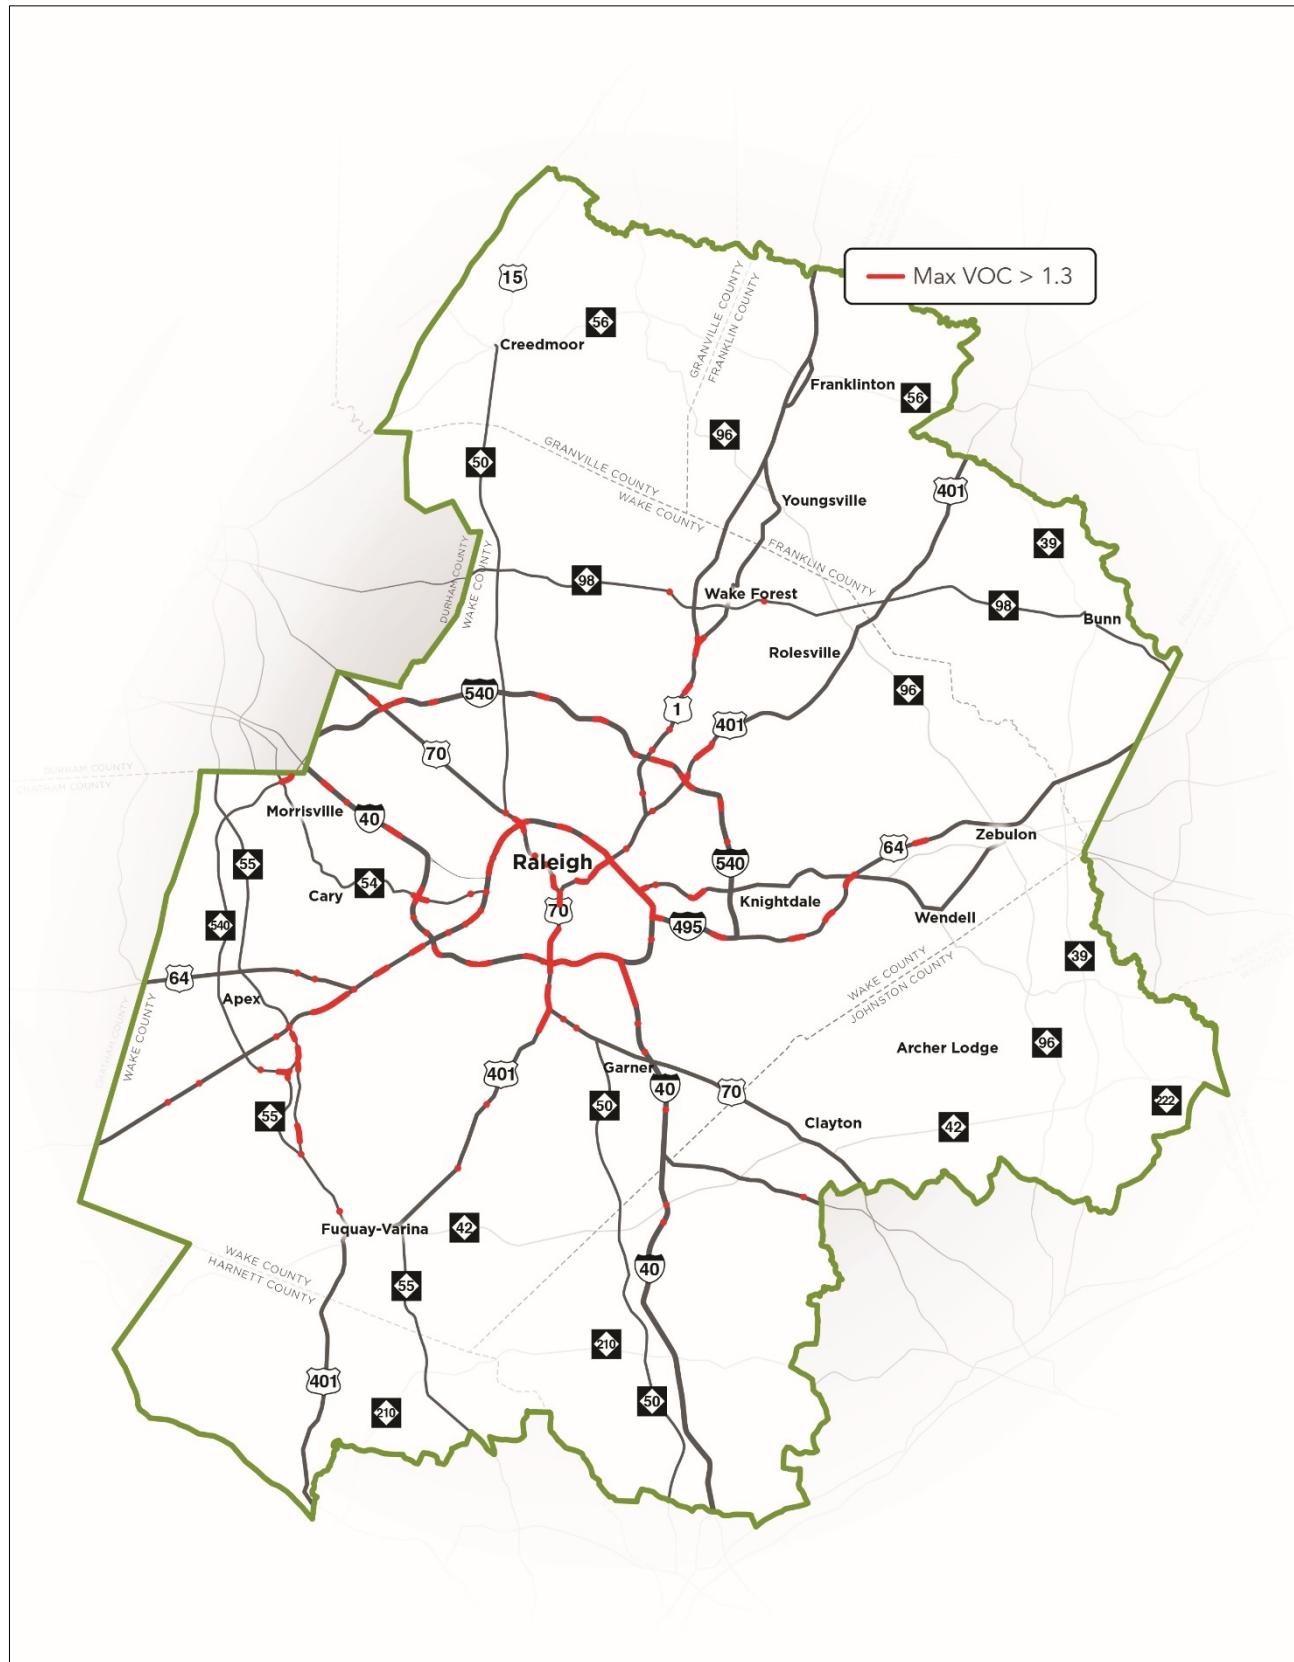 Max VOC > 1.3
15
56
Creedmoor
GRANVILLE COUNTY
FRANKLIN COUNTY
Franklinton
56
96
50
GRANVILLE COUNTY
WAKE COUNTY
401
Youngsville
39
FRANKLIN COUNTY
DURHAM COUNTY
WAKE COUNTY
98
Wake Forest
98
Bunn
Rolesville
540
96
1
401
70
DURHAM COUNTY
CHATHAM COUNTY
Morrisville
40
Zebulon
64
Raleigh
540
55
54
Cary
Knightdale
70
Wendell
495
540
39
64
WAKE COUNTY
JOHNSTON COUNTY
Apex
CHATHAM COUNTY
WAKE COUNTY
Archer Lodge
96
401
Garner
40
70
222
50
55
Clayton
42
Fuquay-Varina
42
WAKE COUNTY
HARNETT COUNTY
40
55
210
401
50
210